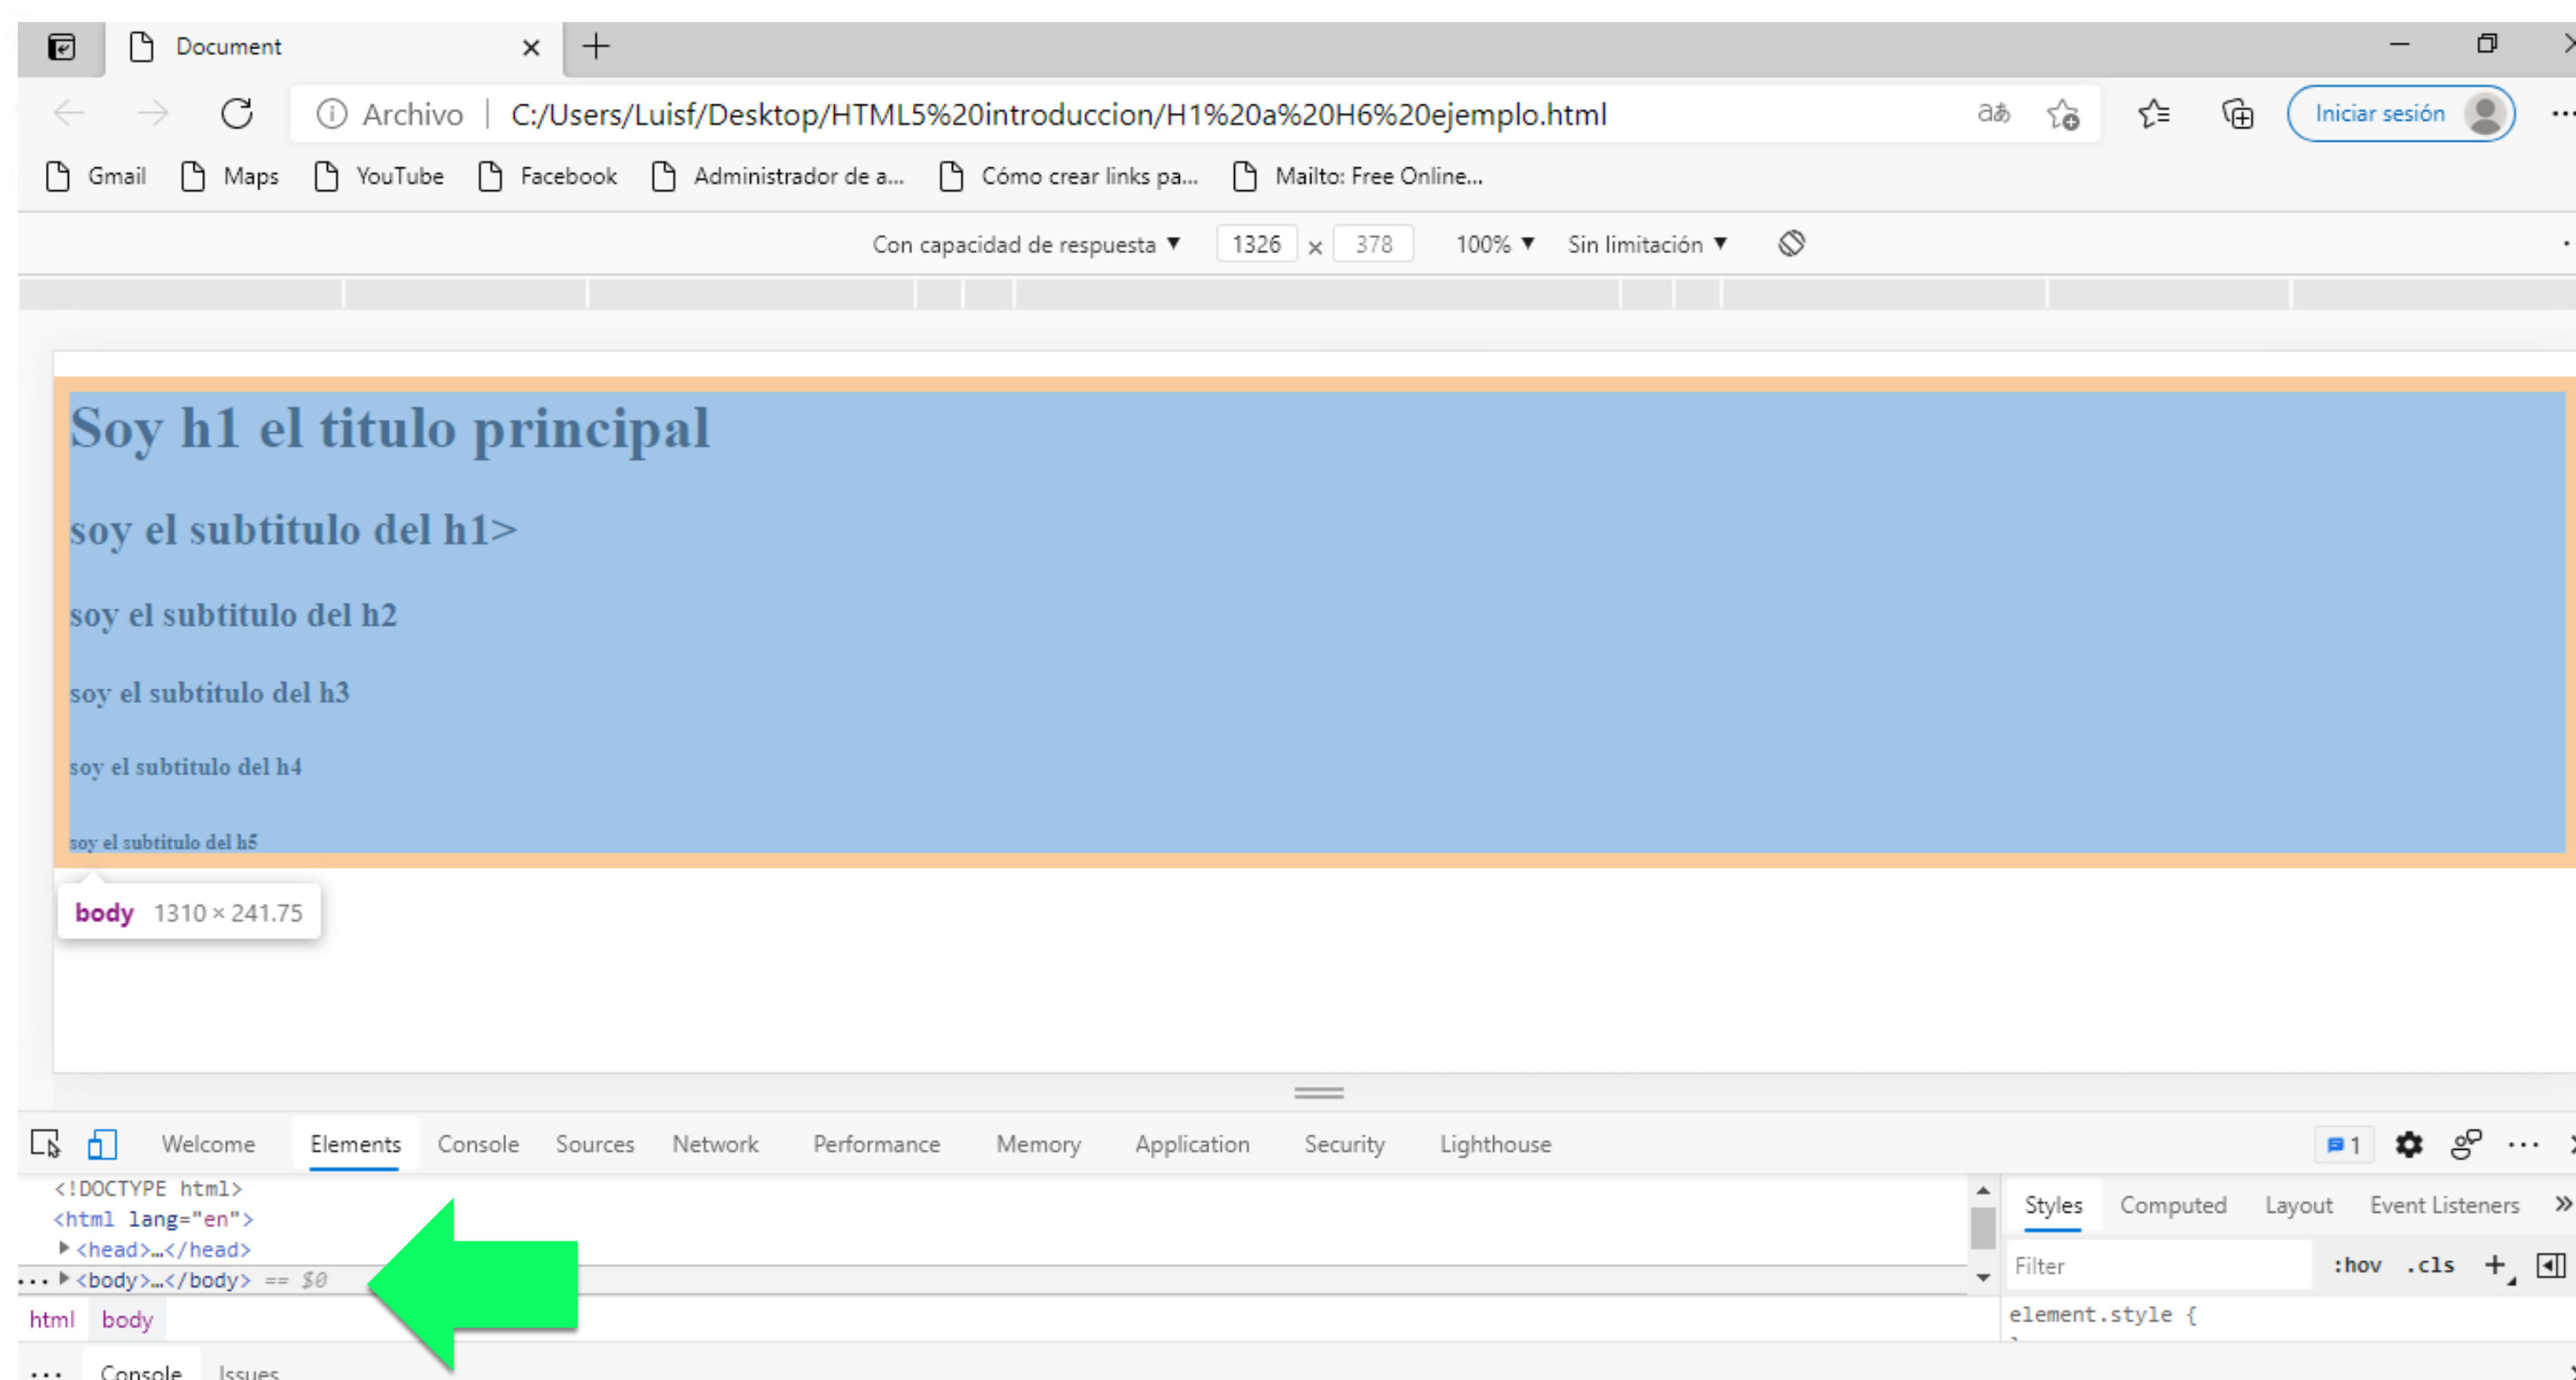 Document
Archivo | C:/Users/Luisf/Desktop/HTML5%20introduccion/H1%20a%20H6%20ejemplo.html aあ Iniciar sesión
Gmail Maps YouTube Facebook Administrador de a... Cómo crear links pa... Mailto: Free Online...
Con capacidad de respuesta ▼ 1326 x 378 100% ▼ Sin limitación ▼
Soy h1 el titulo principal
soy el subtitulo del h1>
soy el subtitulo del h2
soy el subtitulo del h3
soy el subtitulo del h4
soy el subtitulo del h5
body 1310 × 241.75
Welcome Elements Console Sources Network Performance Memory Application Security Lighthouse 1
<!DOCTYPE html>
<html lang="en">
<head>…</head>
... <body>…</body> == $0
html body
Styles Computed Layout Event Listeners »
Filter :hov .cls +
element.style {
... Console Issues